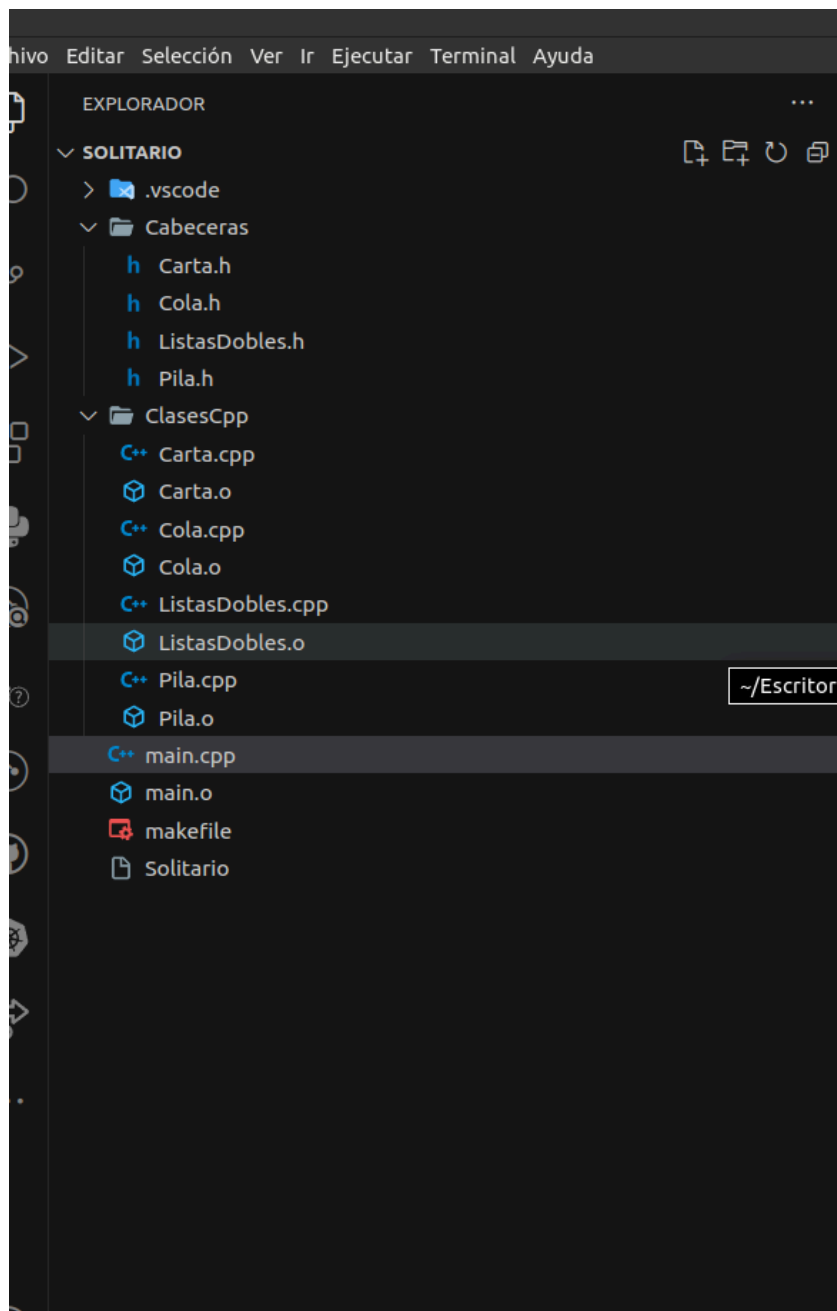 hivo Editar Selección Ver Ir Ejecutar Terminal Ayuda
EXPLORADOR
SOLITARIO
.vscode
Cabeceras
h Carta.h
h Cola.h
h ListasDobles.h
h Pila.h
ClasesCpp
C++ Carta.cpp
Carta.o
C++ Cola.cpp
Cola.o
C++ ListasDobles.cpp
ListasDobles.o
C++ Pila.cpp
~/Escritor
Pila.o
C++ main.cpp
main.o
makefile
Solitario